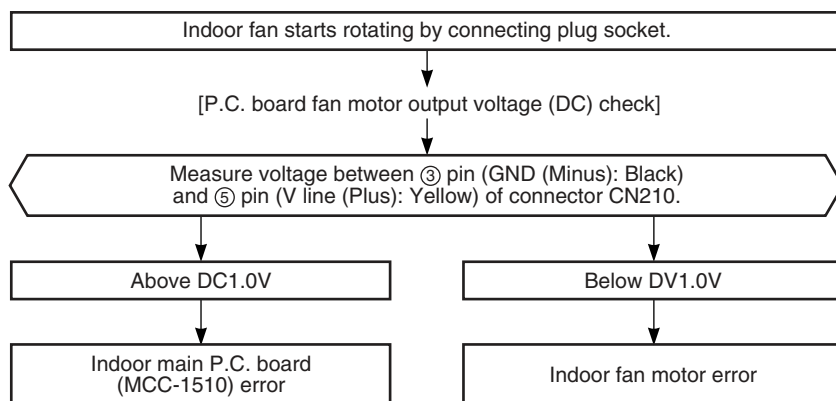 Indoor fan starts rotating by connecting plug socket.
[P.C. board fan motor output voltage (DC) check]
Measure voltage between ③ pin (GND (Minus): Black)
and ⑤ pin (V line (Plus): Yellow) of connector CN210.
Above DC1.0V
Below DV1.0V
Indoor main P.C. board
(MCC-1510) error
Indoor fan motor error